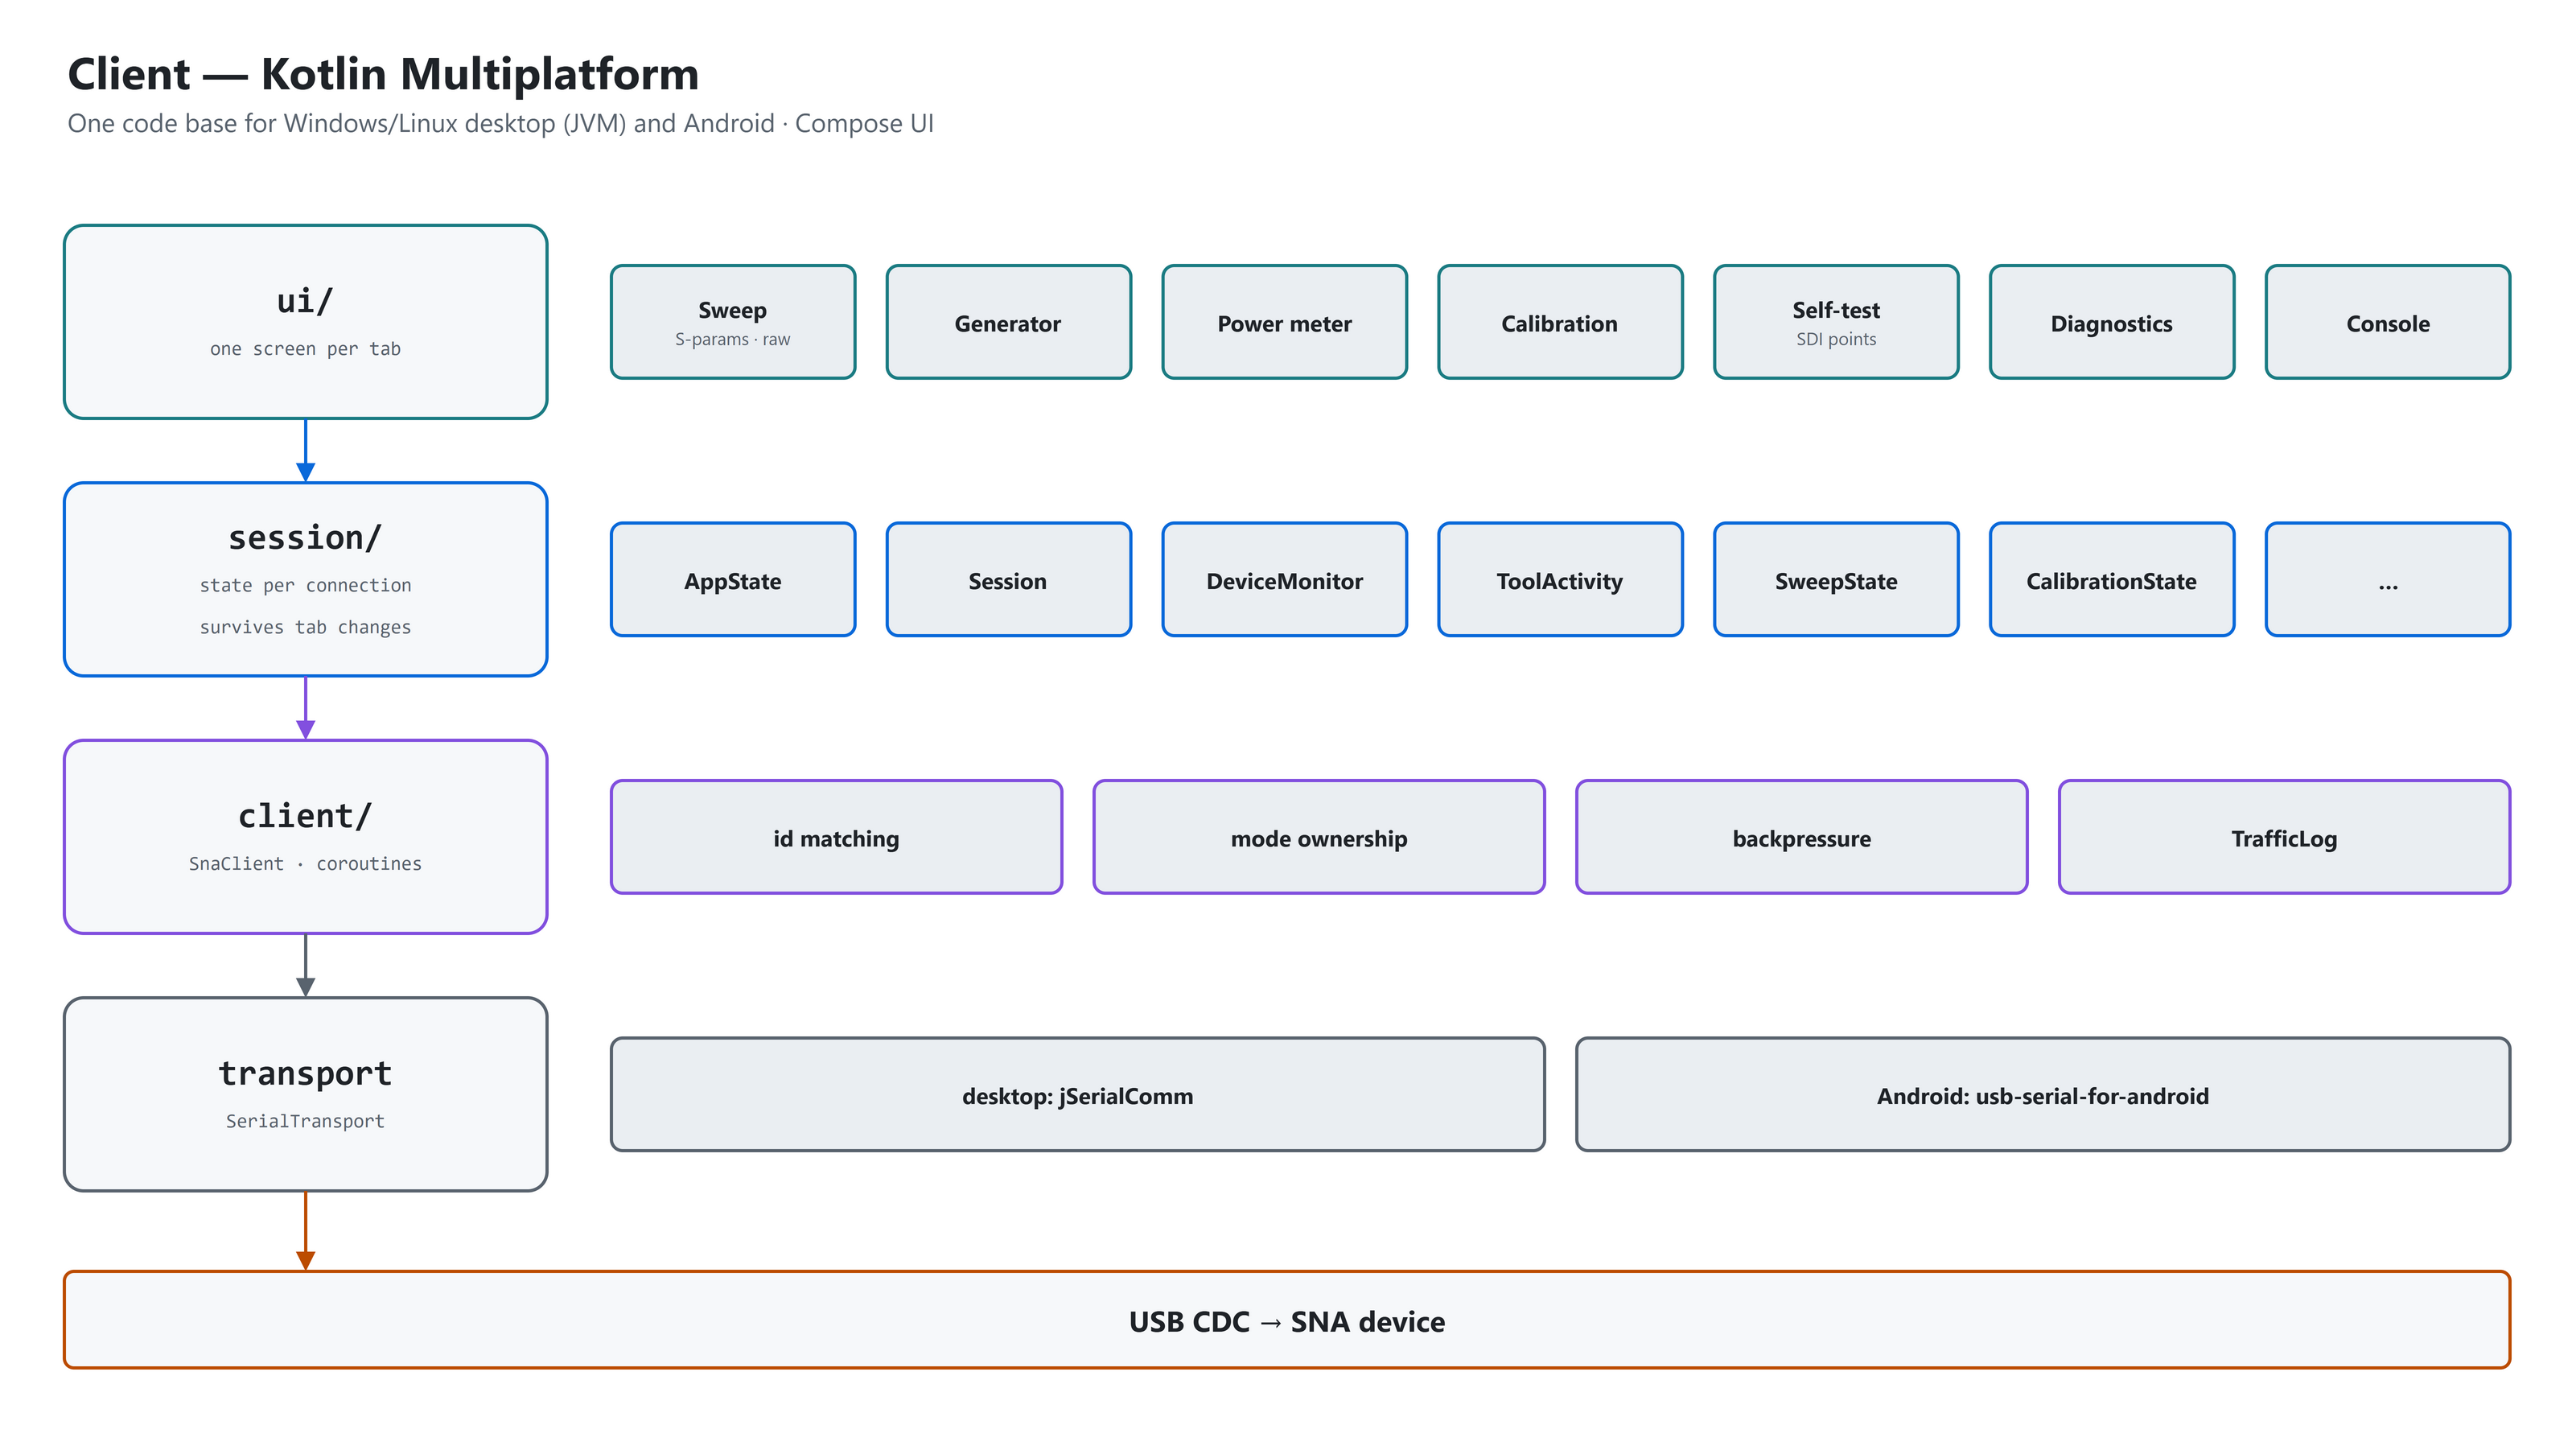 Client — Kotlin Multiplatform
One code base for Windows/Linux desktop (JVM) and Android · Compose UI
ui/
one screen per tab
Sweep
S-params · raw
Generator
Power meter
Calibration
Self-test
SDI points
Diagnostics
Console
session/
state per connection
survives tab changes
AppState
Session
DeviceMonitor
ToolActivity
SweepState
CalibrationState
...
client/
SnaClient · coroutines
id matching
mode ownership
backpressure
TrafficLog
transport
SerialTransport
desktop: jSerialComm
Android: usb-serial-for-android
USB CDC → SNA device